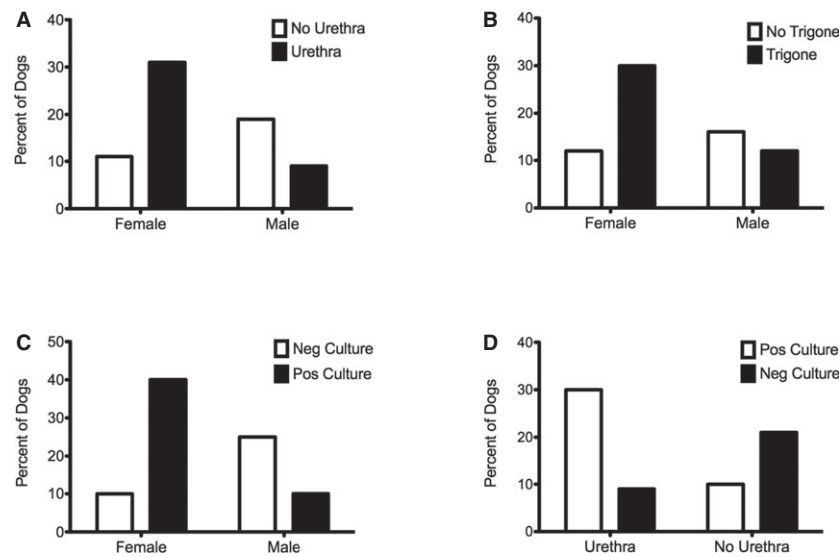 A
Percent of Dogs
40
30
20
10
0
No Urethra
Urethra
Female
Male
B
Percent of Dogs
40
30
20
10
0
No Trigone
Trigone
Female
Male
C
Percent of Dogs
50
40
30
20
10
0
Neg Culture
Pos Culture
Female
Male
D
Percent of Dogs
40
30
20
10
0
Pos Culture
Neg Culture
Urethra
No Urethra